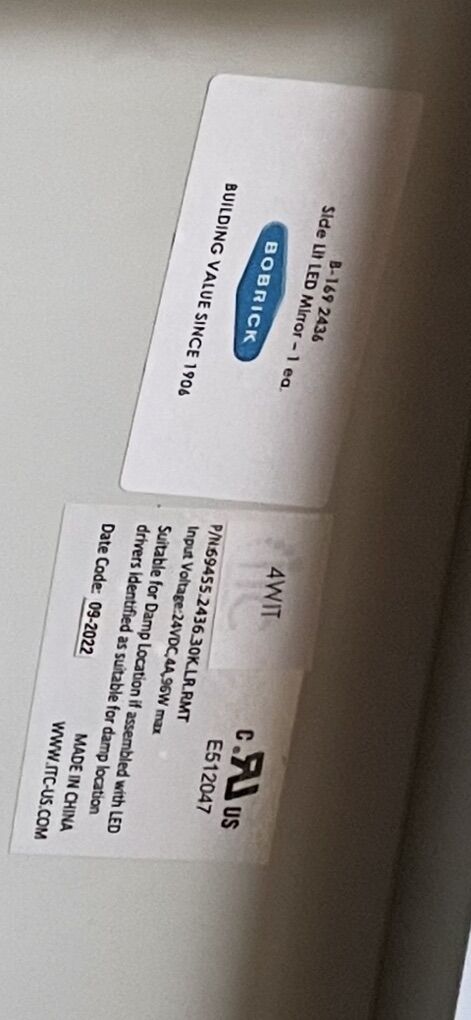 B-169 2436
Side Lit LED Mirror - 1 ea.
BOBRICK
BUILDING VALUE SINCE 1906
4WIT
c RU US
E512047
P/N:69455.2436.30K.LR.RMT
Input Voltage:24VDC,4A,96W max
Suitable for Damp Location if assembled with LED
drivers identified as suitable for damp location
Date Code: 09-2022
MADE IN CHINA
WWW.ITC-US.COM